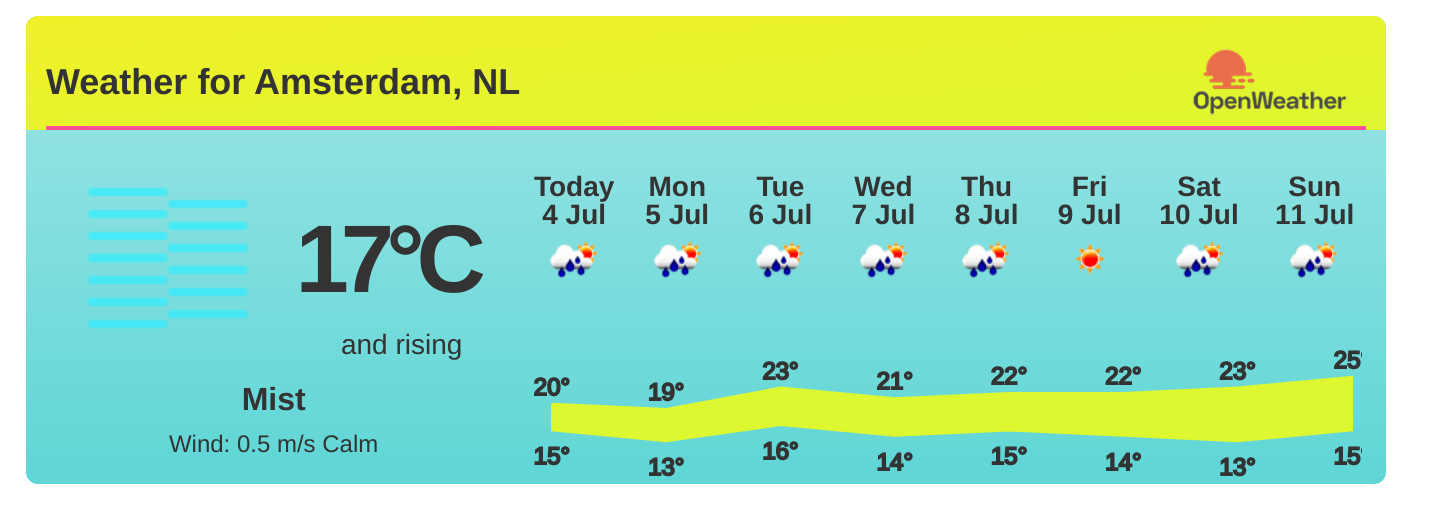 Weather for Amsterdam, NL
OpenWeather
17°C
and rising
Mist
Wind: 0.5 m/s Calm
Today Mon Tue Wed Thu Fri Sat Sun
4 Jul 5 Jul 6 Jul 7 Jul 8 Jul 9 Jul 10 Jul 11 Jul
20° 19° 23° 21° 22° 22° 23° 25°
15° 13° 16° 14° 15° 14° 13° 15°